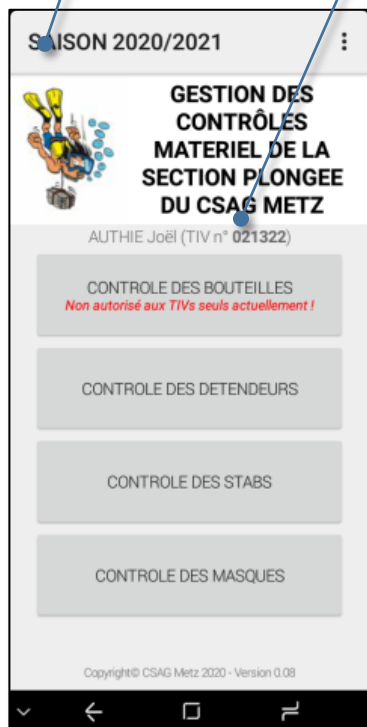 SAISON 2020/2021
GESTION DES
CONTRÔLES
MATERIEL DE LA
SECTION PLONGEE
DU CSAG METZ
AUTHIE Joël (TIV n° 021322)
CONTROLE DES BOUTEILLES
Non autorisé aux TIVs seuls actuellement !
CONTROLE DES DETENDEURS
CONTROLE DES STABS
CONTROLE DES MASQUES
Copyright© CSAG Metz 2020 - Version 0.08